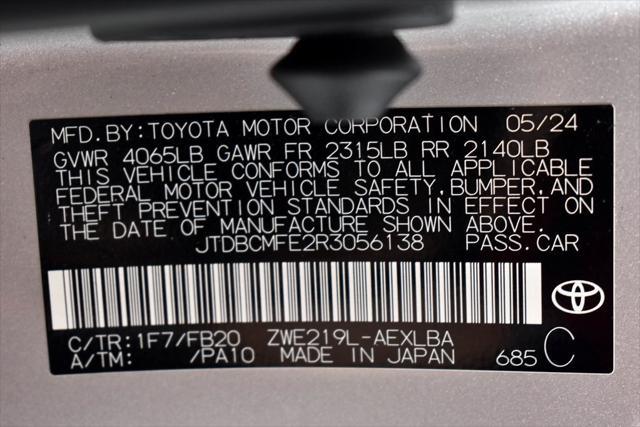 MFD.BY:TOYOTA MOTOR CORPORATION 05/24
GVWR 4065LB GAWR FR 2315LB RR 2140LB
THIS VEHICLE CONFORMS TO ALL APPLICABLE
FEDERAL MOTOR VEHICLE SAFETY,BUMPER,AND
THEFT PREVENTION STANDARDS IN EFFECT ON
THE DATE OF MANUFACTURE SHOWN ABOVE.
JTDBCMFE2R3056138 PASS.CAR
C/TR:1F7/FB20 ZWE219L-AEXLBA
A/TM: /PA10 MADE IN JAPAN 685 C